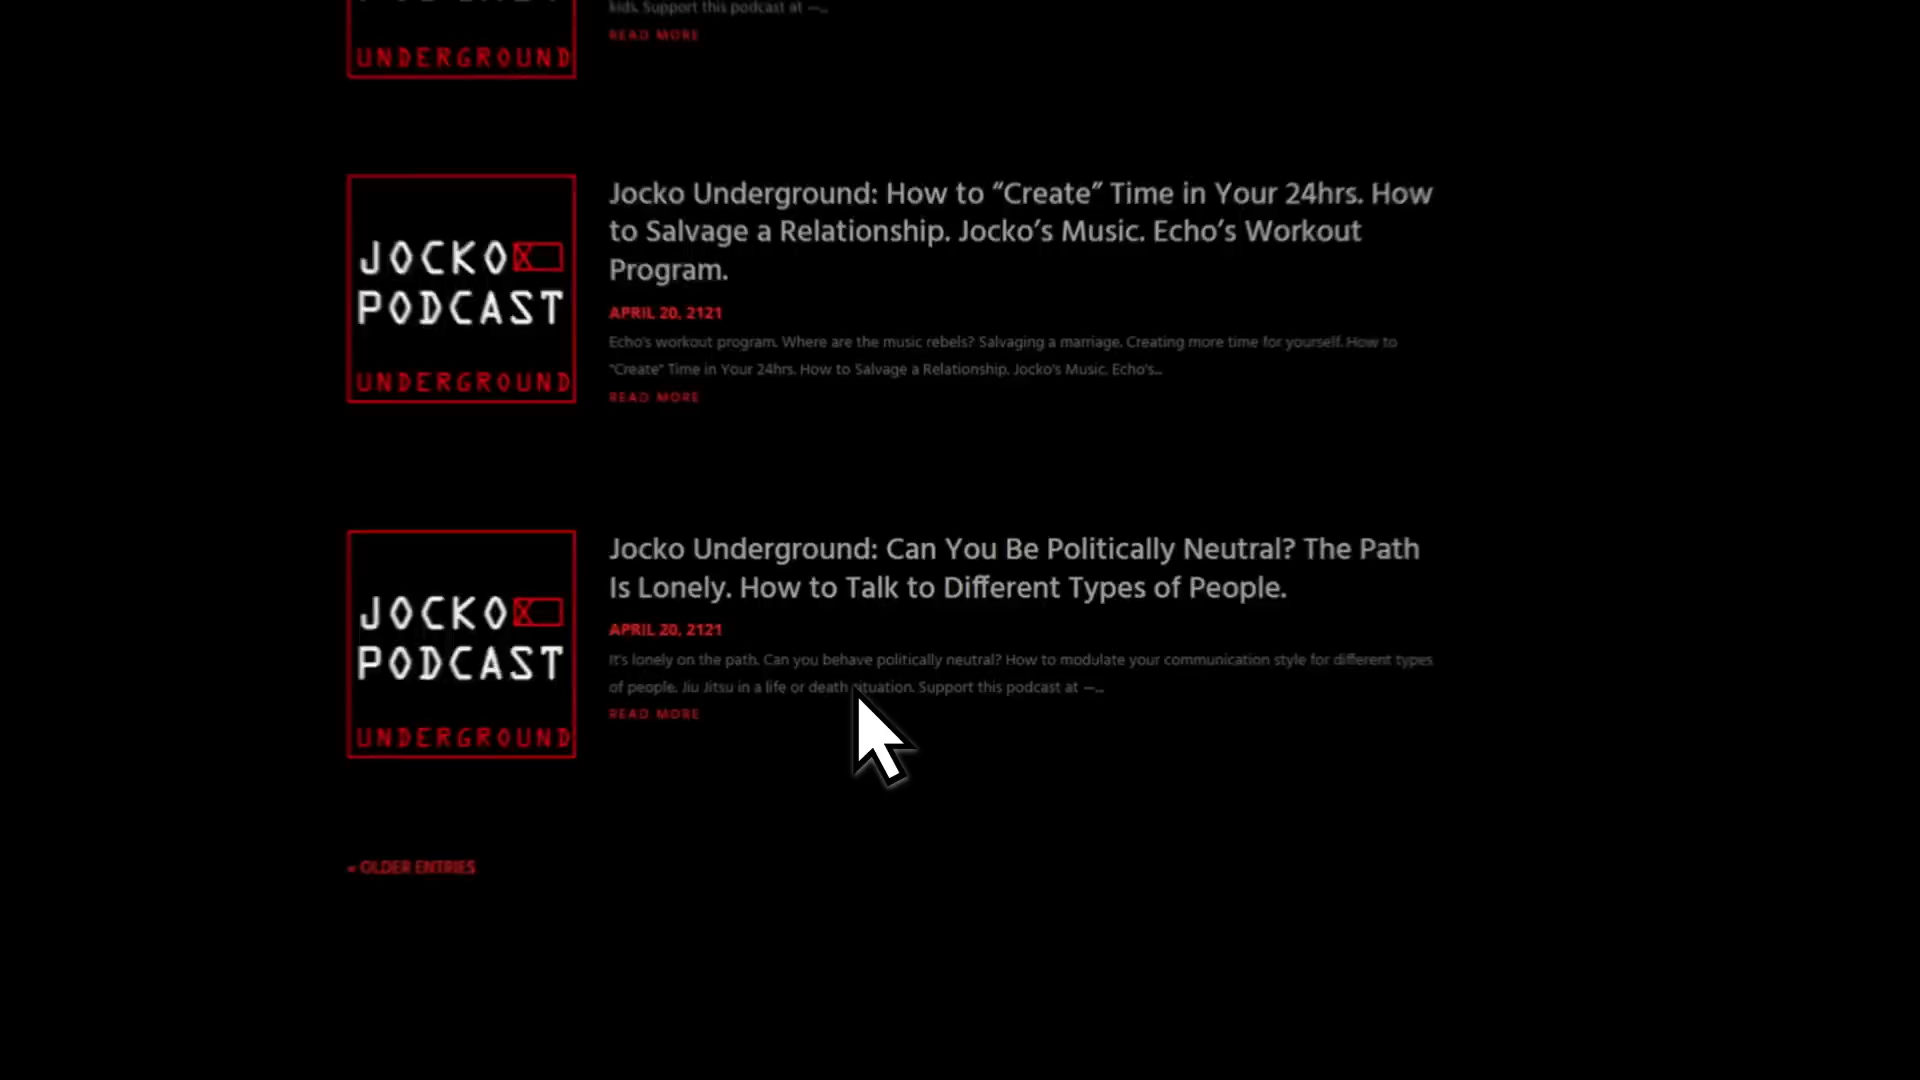 kids. Support this podcast at —...
READ MORE
UNDERGROUND
JOCKO
PODCAST
UNDERGROUND
Jocko Underground: How to “Create” Time in Your 24hrs. How
to Salvage a Relationship. Jocko’s Music. Echo’s Workout
Program.
APRIL 20, 2121
Echo’s workout program. Where are the music rebels? Salvaging a marriage. Creating more time for yourself. How to
“Create” Time in Your 24hrs. How to Salvage a Relationship. Jocko’s Music. Echo’s...
READ MORE
JOCKO
PODCAST
UNDERGROUND
Jocko Underground: Can You Be Politically Neutral? The Path
Is Lonely. How to Talk to Different Types of People.
APRIL 20, 2121
It’s lonely on the path. Can you behave politically neutral? How to modulate your communication style for different types
of people. Jiu Jitsu in a life or death situation. Support this podcast at —...
READ MORE
« OLDER ENTRIES